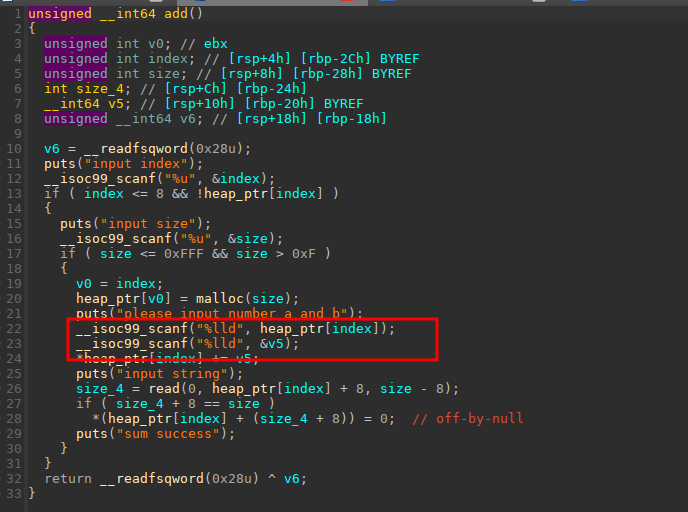 1 unsigned __int64 add()
2 {
3 unsigned int v0; // ebx
4 unsigned int index; // [rsp+4h] [rbp-2Ch] BYREF
5 unsigned int size; // [rsp+8h] [rbp-28h] BYREF
6 int size_4; // [rsp+Ch] [rbp-24h]
7 __int64 v5; // [rsp+10h] [rbp-20h] BYREF
8 unsigned __int64 v6; // [rsp+18h] [rbp-18h]
9
10 v6 = __readfsqword(0x28u);
11 puts("input index");
12 __isoc99_scanf("%u", &index);
13 if ( index <= 8 && !heap_ptr[index] )
14 {
15 puts("input size");
16 __isoc99_scanf("%u", &size);
17 if ( size <= 0xFFF && size > 0xF )
18 {
19 v0 = index;
20 heap_ptr[v0] = malloc(size);
21 puts("please input number a and b");
22 __isoc99_scanf("%lld", heap_ptr[index]);
23 __isoc99_scanf("%lld", &v5);
24 *heap_ptr[index] += v5;
25 puts("input string");
26 size_4 = read(0, heap_ptr[index] + 8, size - 8);
27 if ( size_4 + 8 == size )
28 *(heap_ptr[index] + (size_4 + 8)) = 0; // off-by-null
29 puts("sum success");
30 }
31 }
32 return __readfsqword(0x28u) ^ v6;
33 }